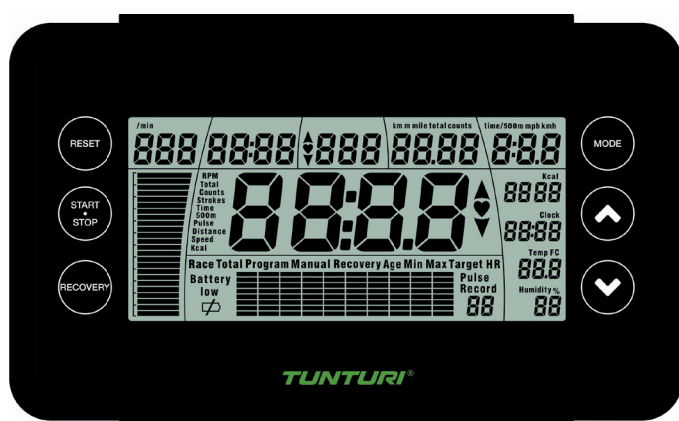 /min
km m mile total counts
time/500m mph kmh
888
88:88
888
88.88
8:8.8
RESET
MODE
RPM
Total
Counts
Strokes
Time
500m
Pulse
Distance
Speed
Kcal
88:8.8
Kcal
8888
Clock
88:88
Temp FC
88.8
Humidity %
88
START
•
STOP
Race Total Program Manual Recovery Age Min Max Target HR
Battery
low
Pulse
Record
88
RECOVERY
TUNTURI®